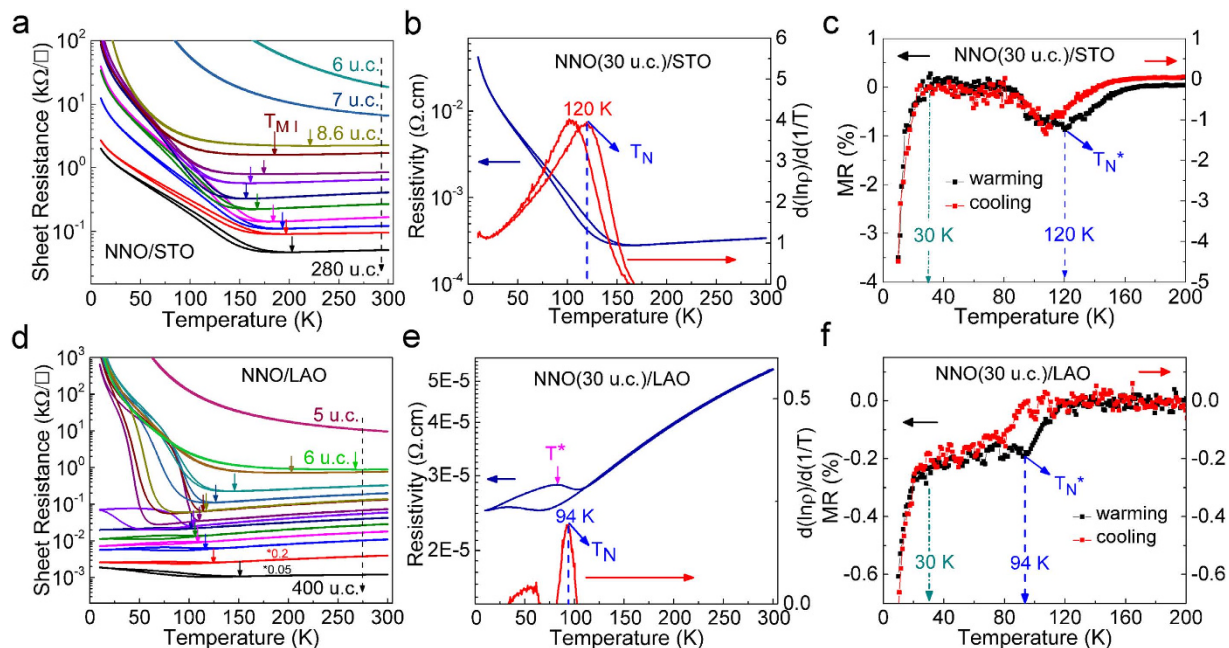 a
Sheet Resistance (kΩ/□)
10²
10¹
10⁰
10⁻¹
6 u.c.
7 u.c.
8.6 u.c.
T_MI
NNO/STO
280 u.c.
0 50 100 150 200 250 300
Temperature (K)
b
NNO(30 u.c.)/STO
Resistivity (Ω.cm)
10⁻²
10⁻³
10⁻⁴
120 K
T_N
6
5
4
3
2
1
0
d(lnρ)/d(1/T)
0 50 100 150 200 250 300
Temperature (K)
c
NNO(30 u.c.)/STO
MR (%)
1
0
-1
-2
-3
-4
1
0
-1
-2
-3
-4
-5
T_N*
warming
cooling
30 K
120 K
0 40 80 120 160 200
Temperature (K)
d
NNO/LAO
Sheet Resistance (kΩ/□)
10³
10²
10¹
10⁰
10⁻¹
10⁻²
10⁻³
5 u.c.
6 u.c.
*0.2
*0.05
400 u.c.
0 50 100 150 200 250 300
Temperature (K)
e
NNO(30 u.c.)/LAO
Resistivity (Ω.cm)
5E-5
4E-5
3E-5
2E-5
T*
94 K
T_N
0.5
0.0
d(lnρ)/d(1/T)
0 50 100 150 200 250 300
Temperature (K)
f
NNO(30 u.c.)/LAO
MR (%)
0.0
-0.2
-0.4
-0.6
0.0
-0.2
-0.4
-0.6
T_N*
warming
cooling
30 K
94 K
0 40 80 120 160 200
Temperature (K)